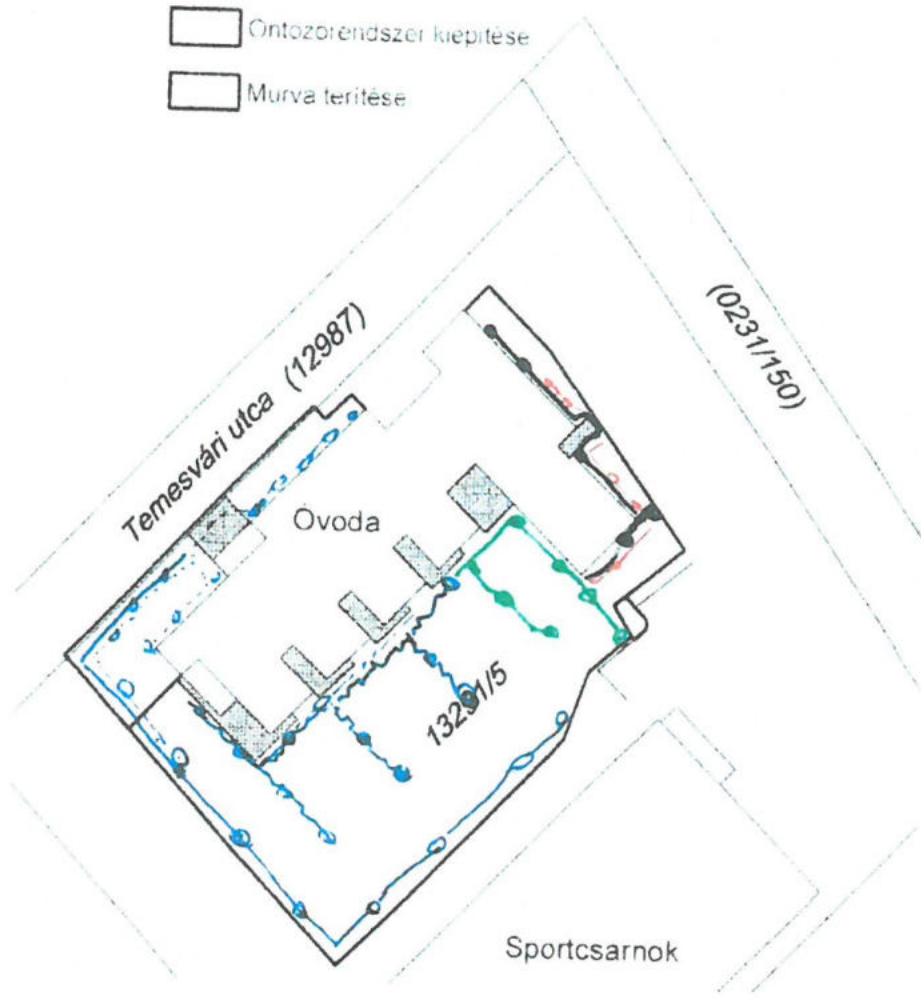 Öntözőrendszer kiépítése
Murva terítése
Temesvári utca (12987)
(0231/150)
Óvoda
13291/5
Sportcsarnok